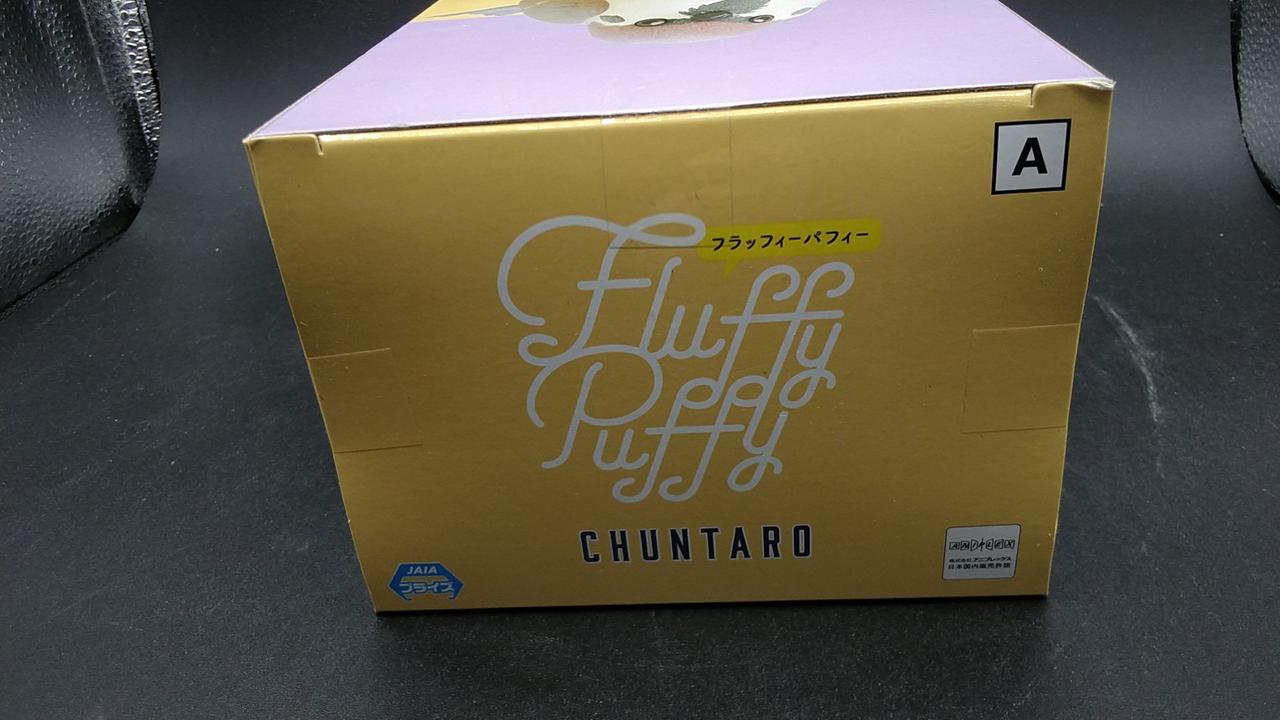 A
フラッフィーパフィー
Fluffy
Puffy
CHUNTARO
JAIA
プライズ
ANIPLEX
株式会社アニプレックス
日本国内販売許諾